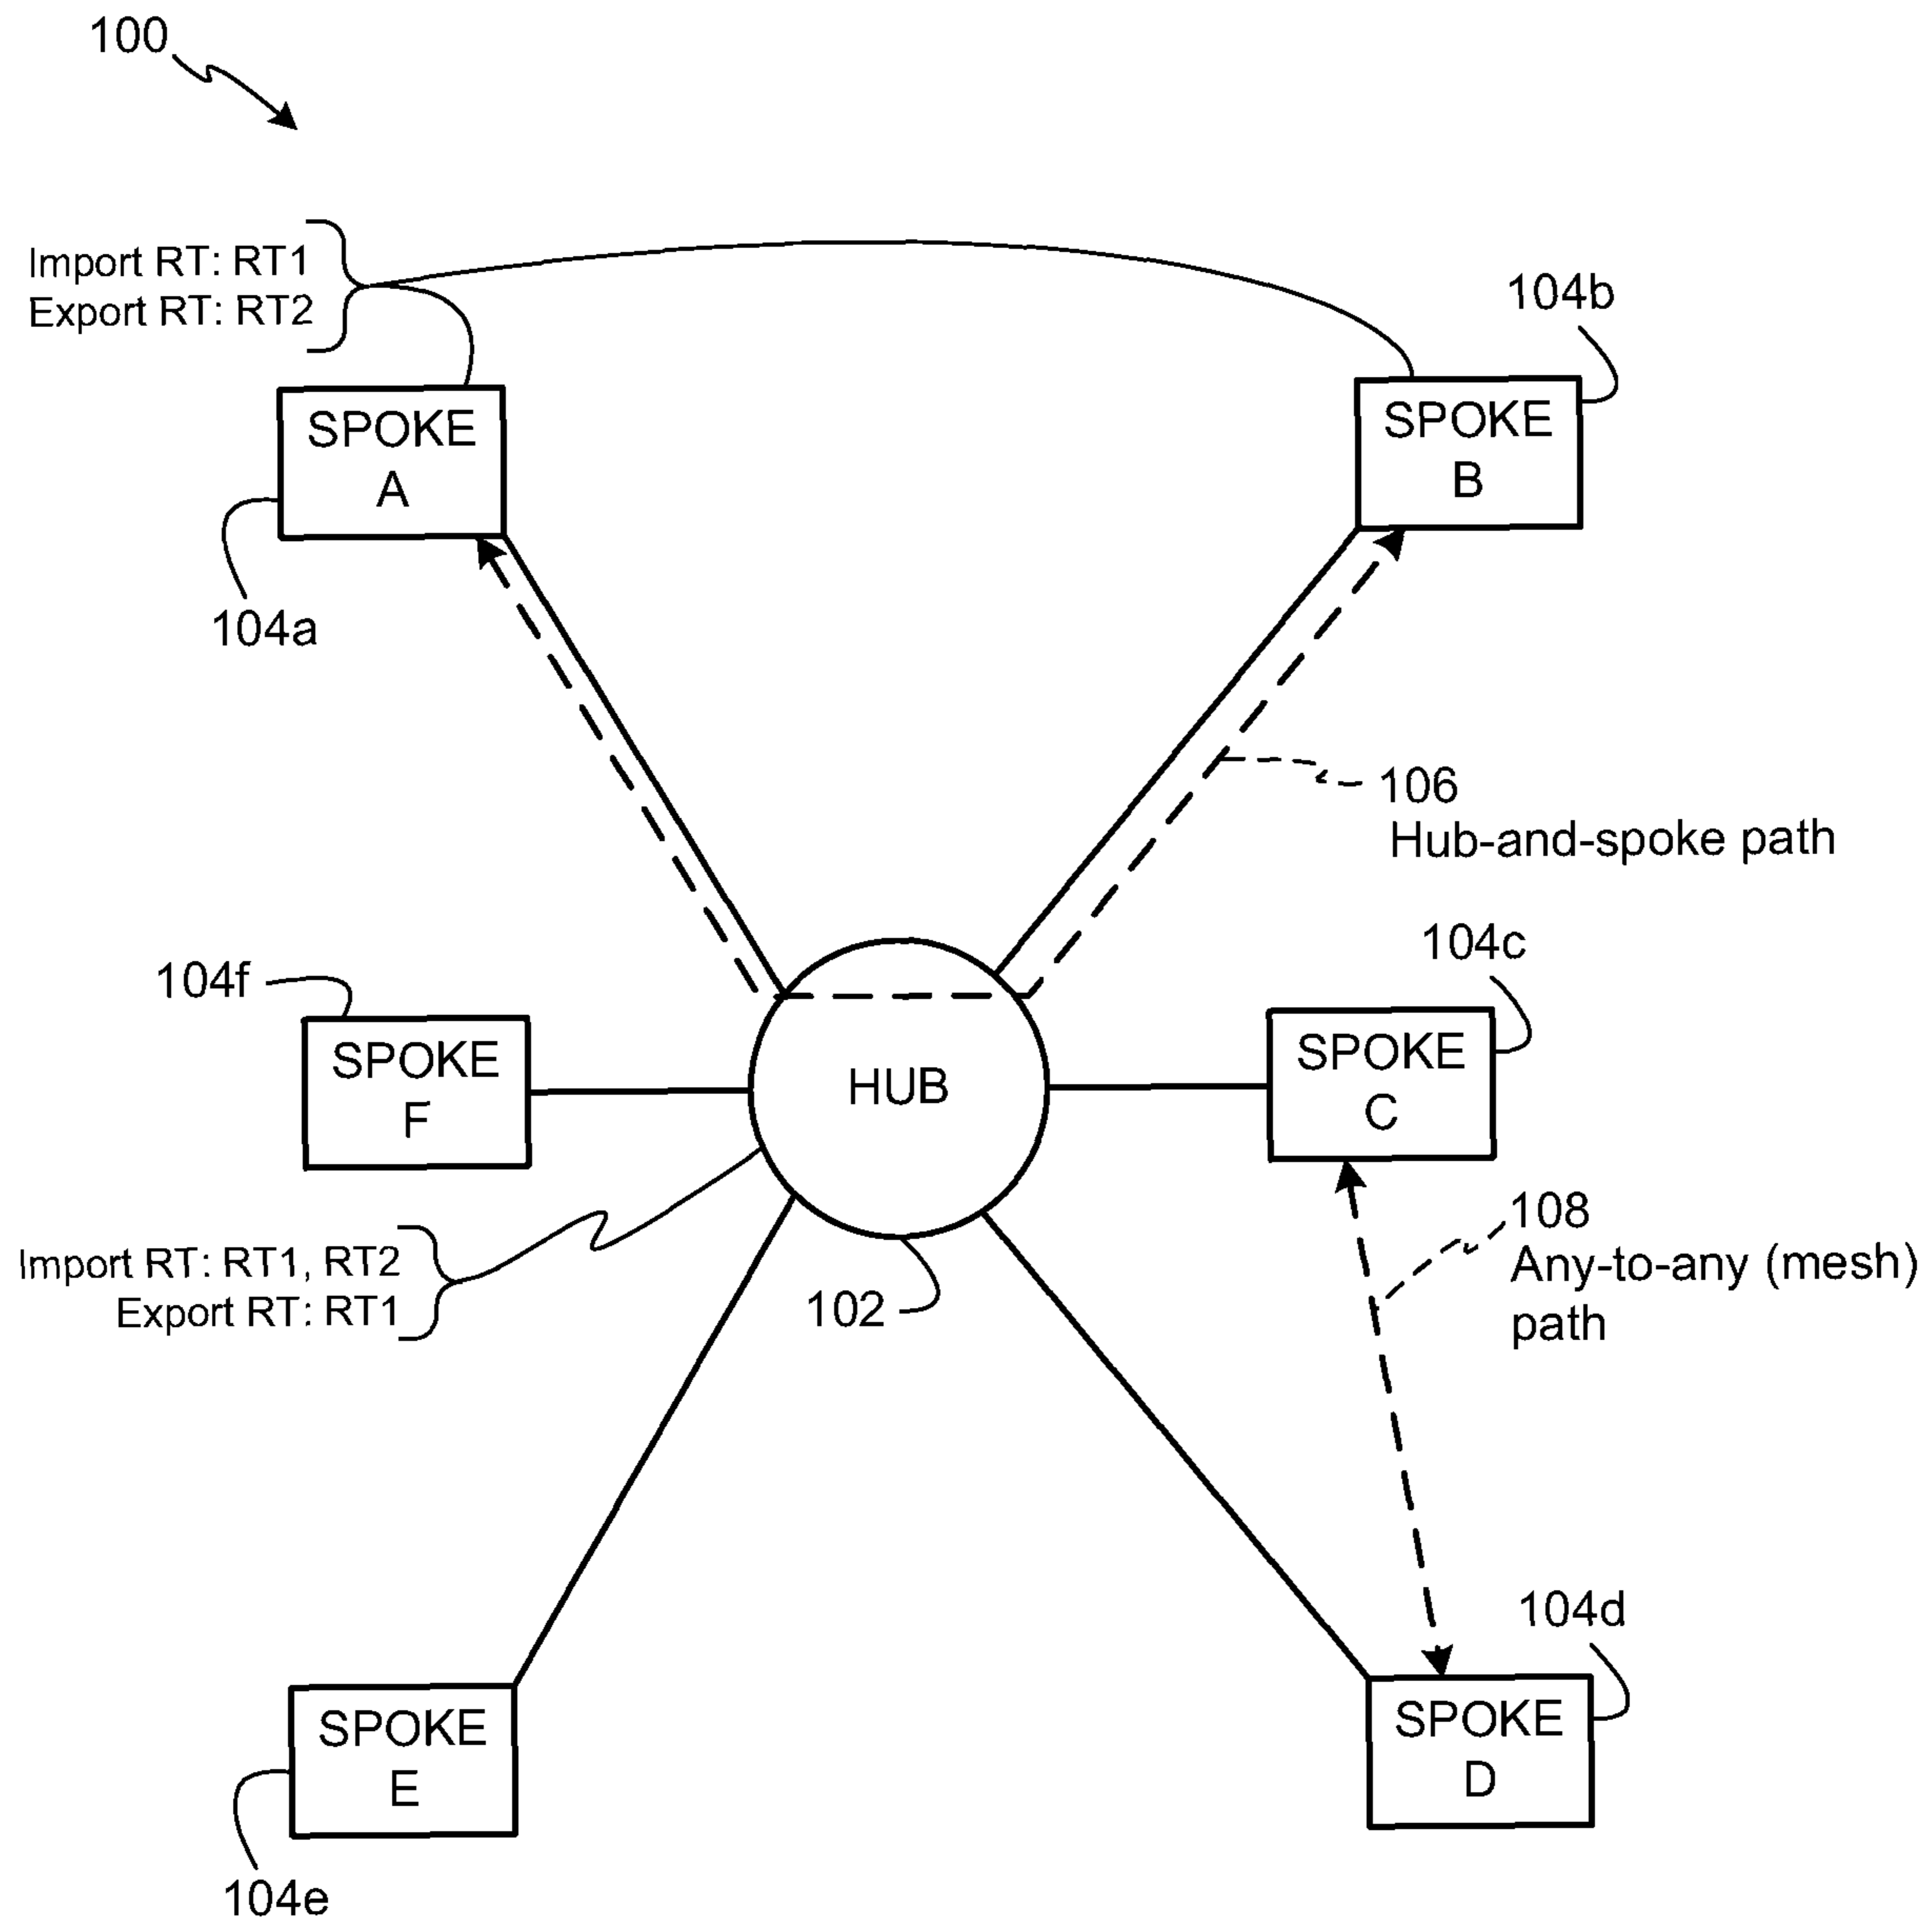 100
Import RT: RT1
Export RT: RT2
104b
SPOKE
A
SPOKE
B
104a
106
Hub-and-spoke path
104c
104f
SPOKE
F
HUB
SPOKE
C
108
Any-to-any (mesh)
path
Import RT: RT1, RT2
Export RT: RT1
102
104d
SPOKE
E
SPOKE
D
104e